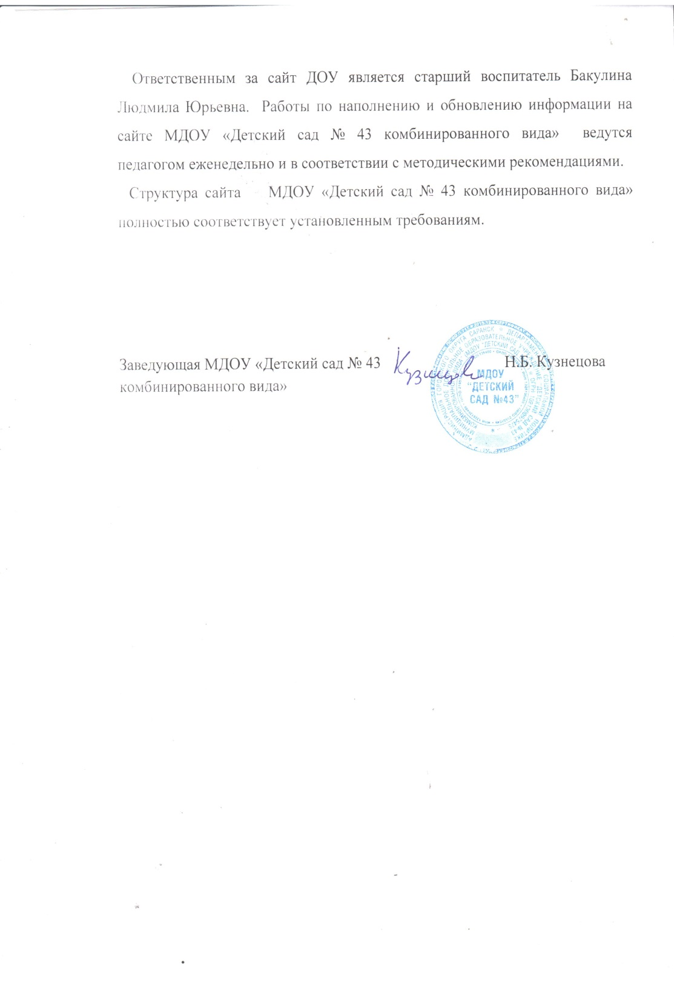 Ответственным за сайт ДОУ является старший воспитатель Бакулина
Людмила Юрьевна. Работы по наполнению и обновлению информации на
сайте МДОУ «Детский сад № 43 комбинированного вида» ведутся
педагогом еженедельно и в соответствии с методическими рекомендациями.
Структура сайта МДОУ «Детский сад № 43 комбинированного вида»
полностью соответствует установленным требованиям.
Заведующая МДОУ «Детский сад № 43
комбинированного вида»
Н.Б. Кузнецова
МДОУ
"ДЕТСКИЙ
САД №43"